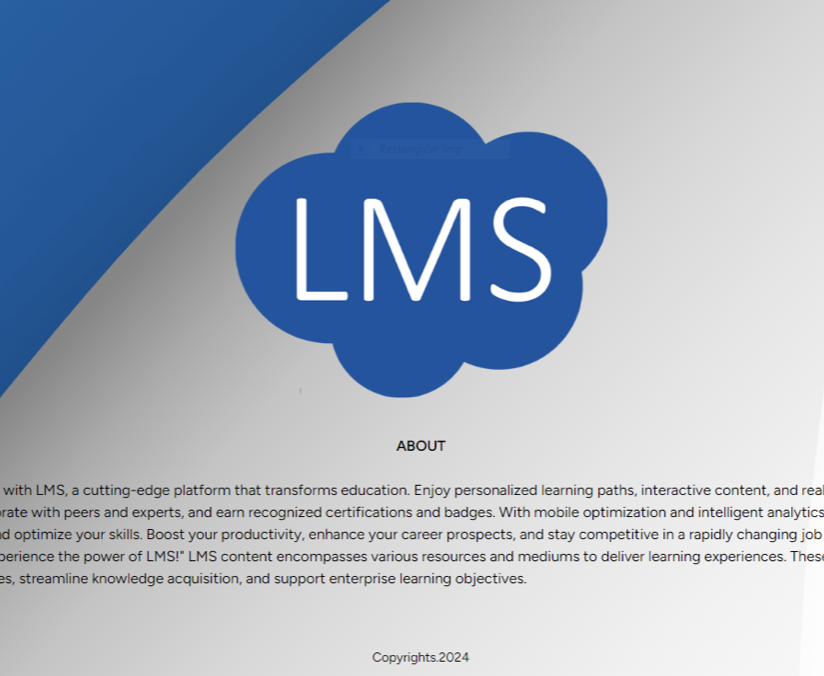 LMS
ABOUT
with LMS, a cutting-edge platform that transforms education. Enjoy personalized learning paths, interactive content, and real
rate with peers and experts, and earn recognized certifications and badges. With mobile optimization and intelligent analytics
d optimize your skills. Boost your productivity, enhance your career prospects, and stay competitive in a rapidly changing job
perience the power of LMS!" LMS content encompasses various resources and mediums to deliver learning experiences. These
es, streamline knowledge acquisition, and support enterprise learning objectives.
Copyrights.2024